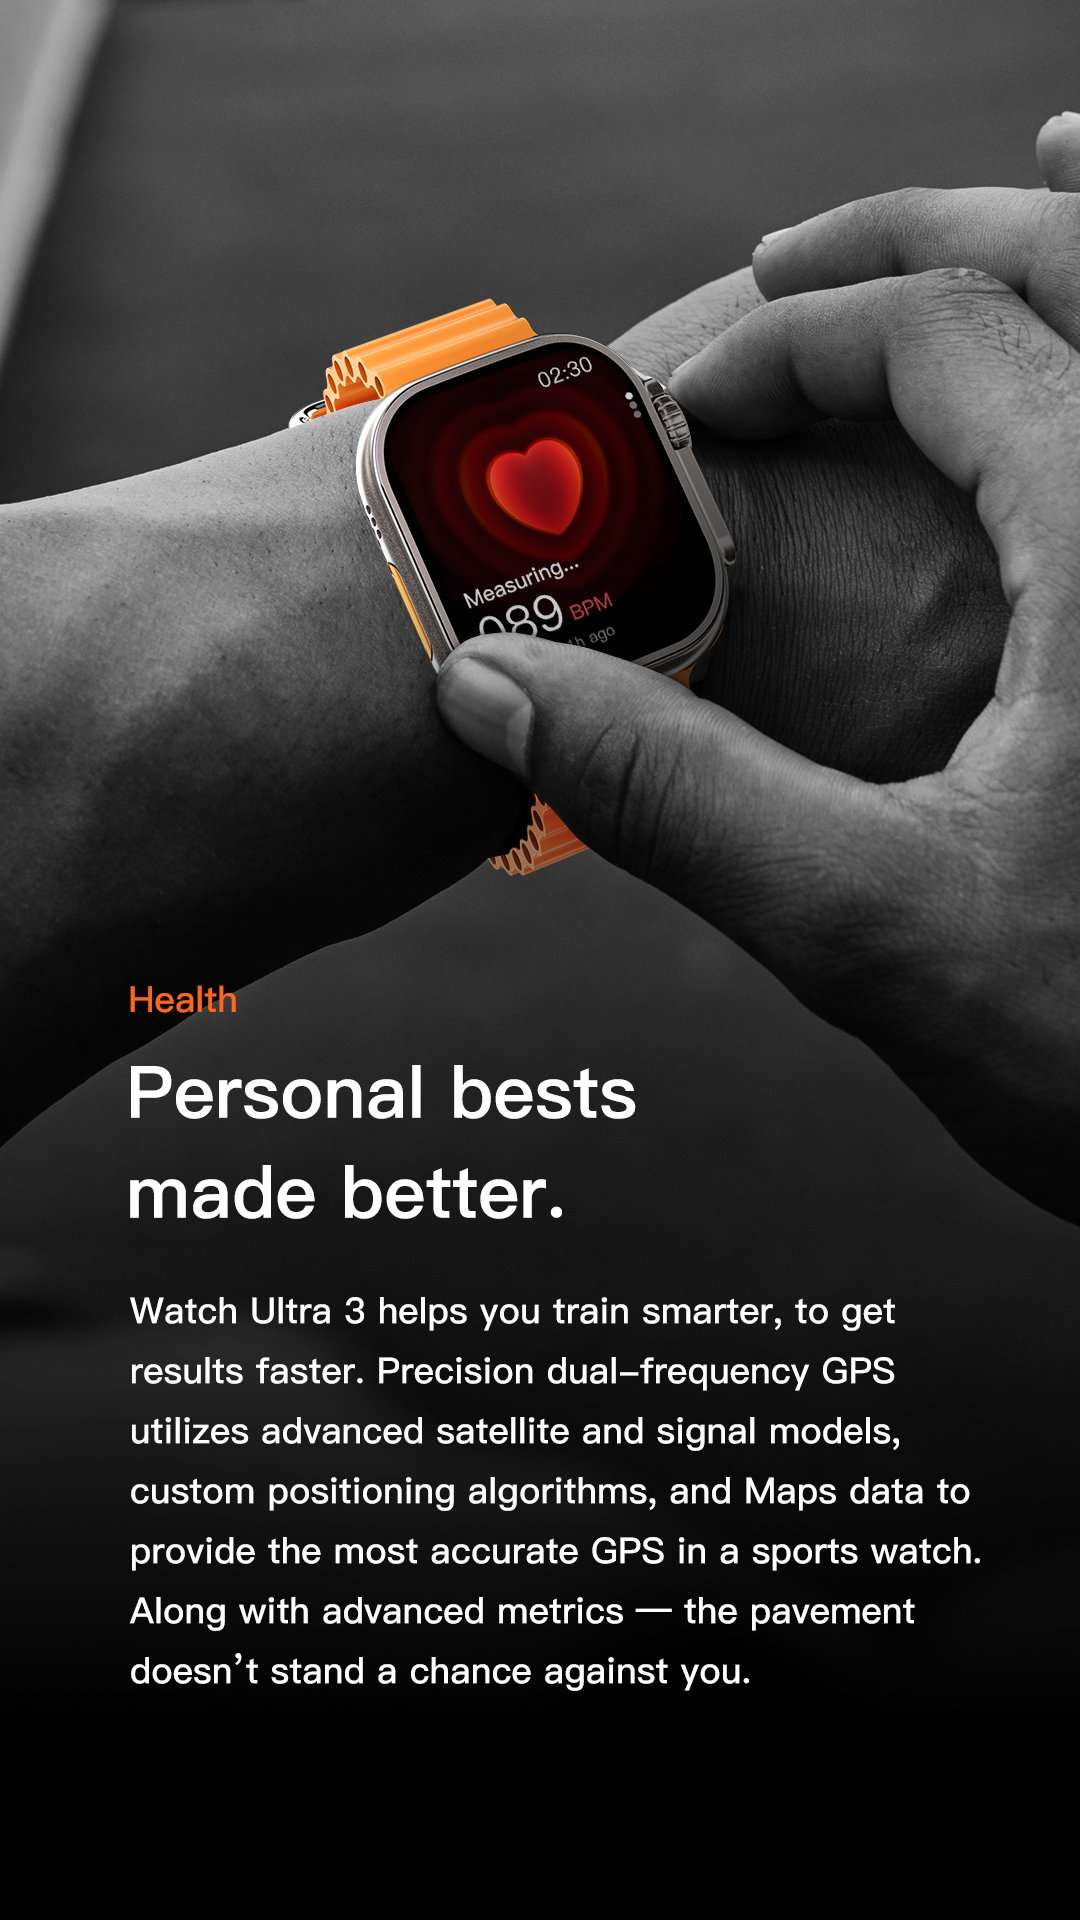 02:30
Measuring...
089 BPM
1h ago
Health
Personal bests
made better.
Watch Ultra 3 helps you train smarter, to get
results faster. Precision dual–frequency GPS
utilizes advanced satellite and signal models,
custom positioning algorithms, and Maps data to
provide the most accurate GPS in a sports watch.
Along with advanced metrics — the pavement
doesn’t stand a chance against you.